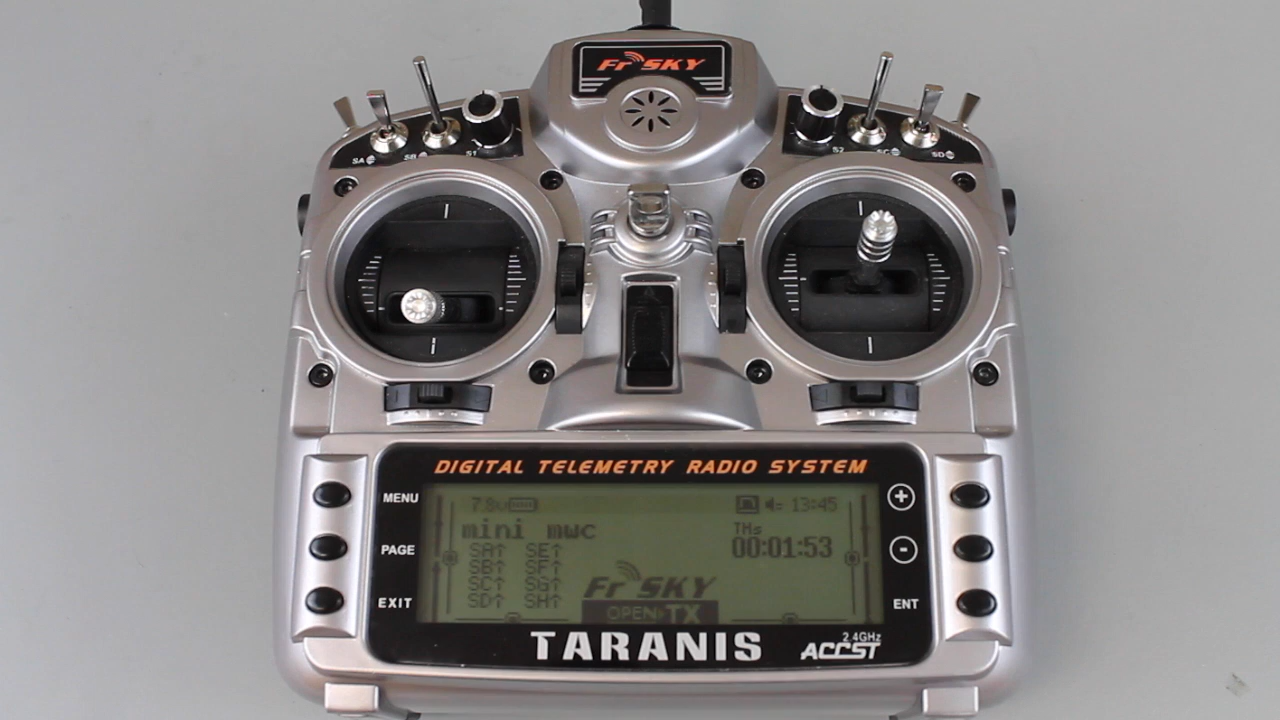 FrSKY
SA SB S1
S2 SC SD
DIGITAL TELEMETRY RADIO SYSTEM
MENU
PAGE
EXIT
+
-
ENT
7.9v 13:45
mini mwc
THs
00:01:53
SA↑ SE↑
SB↑ SF↑
SC↑ SG↑
SD↑ SH↑
FrSKY
OPEN TX
TARANIS
2.4GHz
ACCST